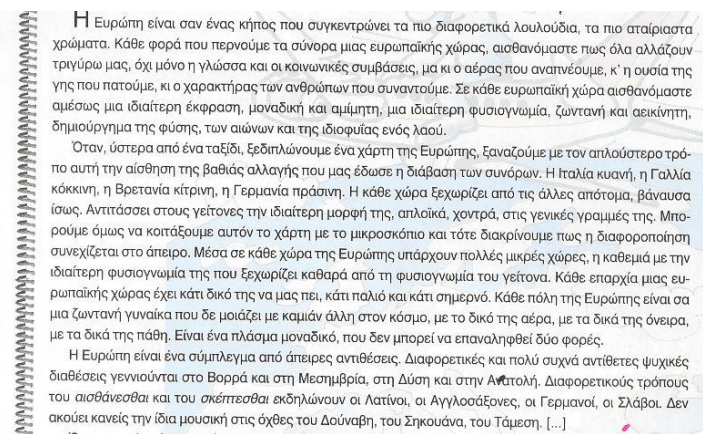 Η Ευρώπη είναι σαν ένας κήπος που συγκεντρώνει τα πιο διαφορετικά λουλούδια, τα πιο αταίριαστα
χρώματα. Κάθε φορά που περνούμε τα σύνορα μιας ευρωπαϊκής χώρας, αισθανόμαστε πως όλα αλλάζουν
τριγύρω μας, όχι μόνο η γλώσσα και οι κοινωνικές συμβάσεις, μα κι ο αέρας που αναπνέουμε, κ' η ουσία της
γης που πατούμε, κι ο χαρακτήρας των ανθρώπων που συναντούμε. Σε κάθε ευρωπαϊκή χώρα αισθανόμαστε
αμέσως μια ιδιαίτερη έκφραση, μοναδική και αμίμητη, μια ιδιαίτερη φυσιογνωμία, ζωντανή και αεικίνητη,
δημιούργημα της φύσης, των αιώνων και της ιδιοφυΐας ενός λαού.
Όταν, ύστερα από ένα ταξίδι, ξεδιπλώνουμε ένα χάρτη της Ευρώπης, ξαναζούμε με τον απλούστερο τρό-
πο αυτή την αίσθηση της βαθιάς αλλαγής που μας έδωσε η διάβαση των συνόρων. Η Ιταλία κυανή, η Γαλλία
κόκκινη, η Βρετανία κίτρινη, η Γερμανία πράσινη. Η κάθε χώρα ξεχωρίζει από τις άλλες απότομα, βάναυσα
ίσως. Αντιτάσσει στους γείτονες την ιδιαίτερη μορφή της, απλοϊκά, χοντρά, στις γενικές γραμμές της. Μπο-
ρούμε όμως να κοιτάξουμε αυτόν το χάρτη με το μικροσκόπιο και τότε διακρίνουμε πως η διαφοροποίηση
συνεχίζεται στο άπειρο. Μέσα σε κάθε χώρα της Ευρώπης υπάρχουν πολλές μικρές χώρες, η καθεμιά με την
ιδιαίτερη φυσιογνωμία της που ξεχωρίζει καθαρά από τη φυσιογνωμία του γείτονα. Κάθε επαρχία μιας ευ-
ρωπαϊκής χώρας έχει κάτι δικό της να μας πει, κάτι παλιό και κάτι σημερνό. Κάθε πόλη της Ευρώπης είναι σα
μια ζωντανή γυναίκα που δε μοιάζει με καμιάν άλλη στον κόσμο, με το δικό της αέρα, με τα δικά της όνειρα,
με τα δικά της πάθη. Είναι ένα πλάσμα μοναδικό, που δεν μπορεί να επαναληφθεί δύο φορές.
Η Ευρώπη είναι ένα σύμπλεγμα από άπειρες αντιθέσεις. Διαφορετικές και πολύ συχνά αντίθετες ψυχικές
διαθέσεις γεννιούνται στο Βορρά και στη Μεσημβρία, στη Δύση και στην Ανατολή. Διαφορετικούς τρόπους
του αισθάνεσθαι και του σκέπτεσθαι εκδηλώνουν οι Λατίνοι, οι Αγγλοσάξονες, οι Γερμανοί, οι Σλάβοι. Δεν
ακούει κανείς την ίδια μουσική στις όχθες του Δούναβη, του Σηκουάνα, του Τάμεση. [...]